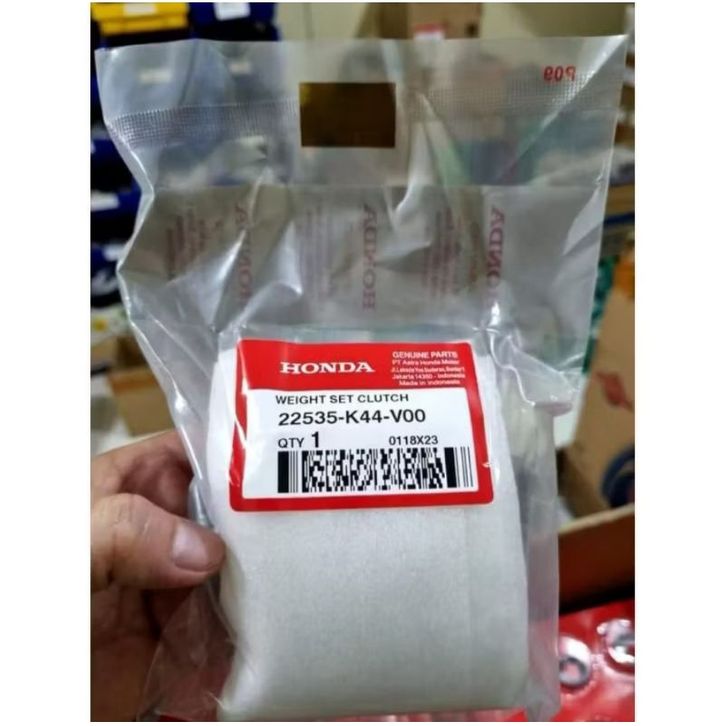 P09
HONDA
HONDA
HONDA
HONDA
GENUINE PARTS
PT Astra Honda Motor
Jakarta 14350 - Indonesia
Made in Indonesia
WEIGHT SET CLUTCH
22535-K44-V00
QTY 1
0118X23